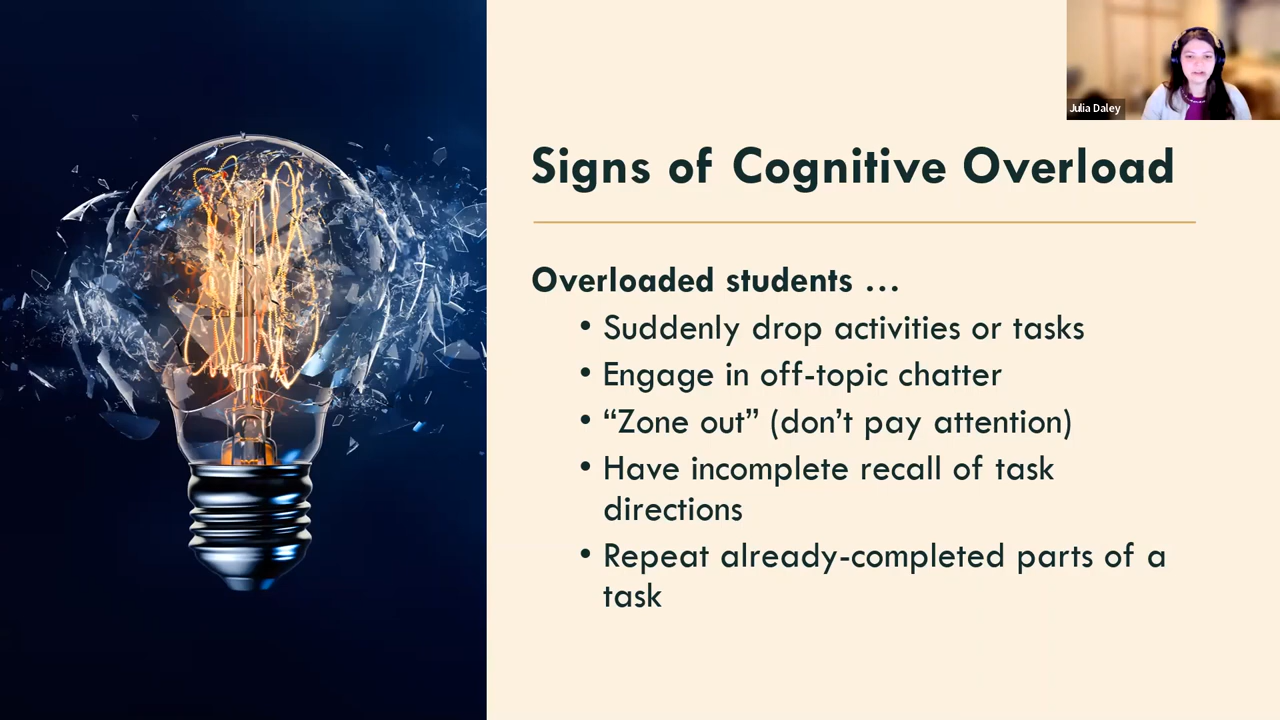 Julia Daley
Signs of Cognitive Overload
Overloaded students …
• Suddenly drop activities or tasks
• Engage in off-topic chatter
• “Zone out” (don’t pay attention)
• Have incomplete recall of task
directions
• Repeat already-completed parts of a
task